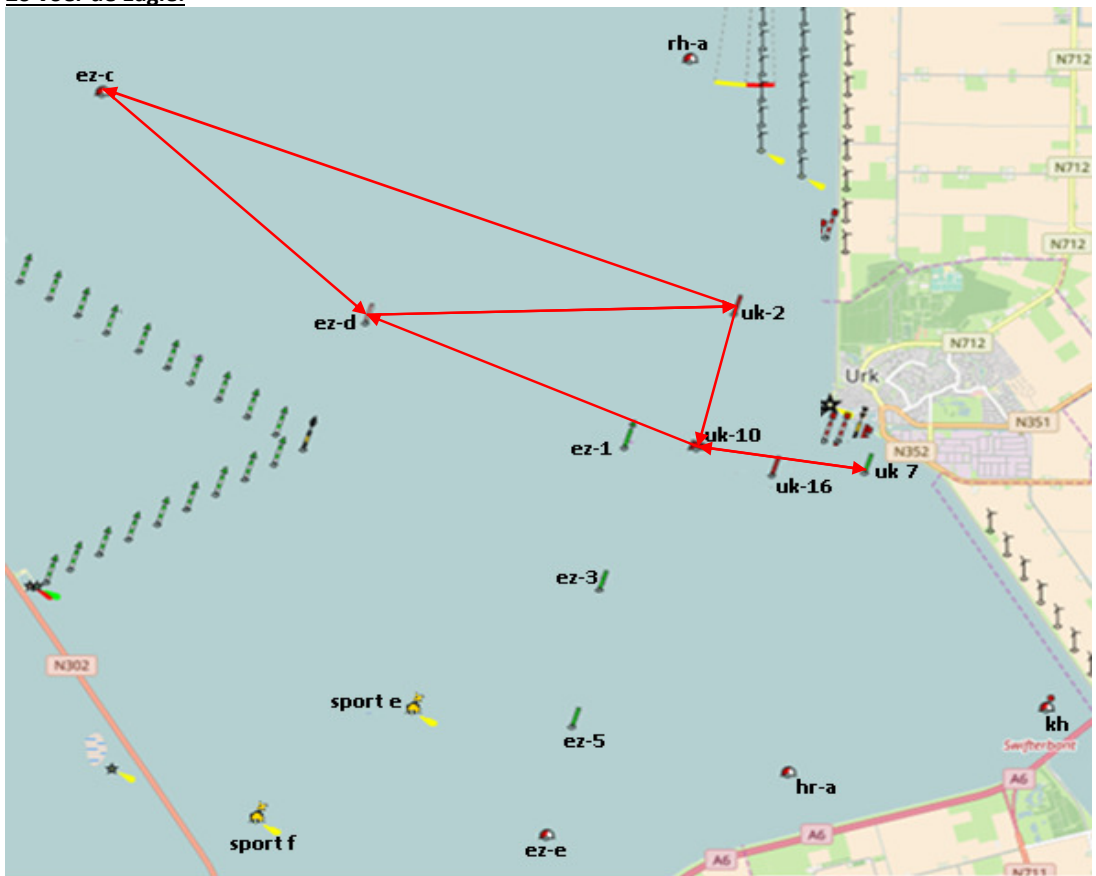 rh-a
ez-c
N712
N712
N712
ez-d
uk-2
N712
Urk
uk-10
ez-1
N351
N352
uk-16
uk 7
ez-3
N302
sport e
ez-5
kh
Swifterbant
hr-a
A6
A6
sport f
ez-e
A6
N711